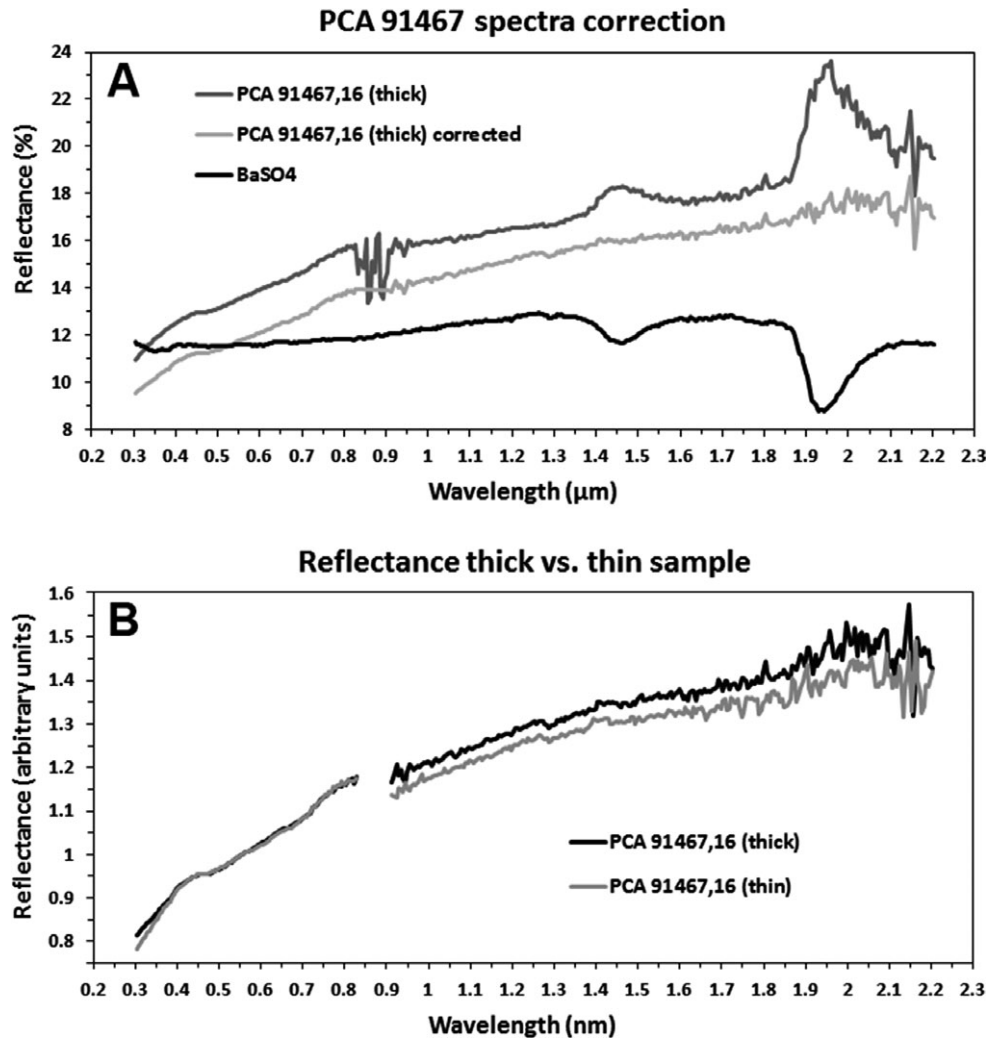 PCA 91467 spectra correction
A
24
22
20
18
16
14
12
10
8
Reflectance (%)
PCA 91467,16 (thick)
PCA 91467,16 (thick) corrected
BaSO4
0.2 0.3 0.4 0.5 0.6 0.7 0.8 0.9 1 1.1 1.2 1.3 1.4 1.5 1.6 1.7 1.8 1.9 2 2.1 2.2 2.3
Wavelength (µm)
Reflectance thick vs. thin sample
B
1.6
1.5
1.4
1.3
1.2
1.1
1
0.9
0.8
Reflectance (arbitrary units)
PCA 91467,16 (thick)
PCA 91467,16 (thin)
0.2 0.3 0.4 0.5 0.6 0.7 0.8 0.9 1 1.1 1.2 1.3 1.4 1.5 1.6 1.7 1.8 1.9 2 2.1 2.2 2.3
Wavelength (nm)